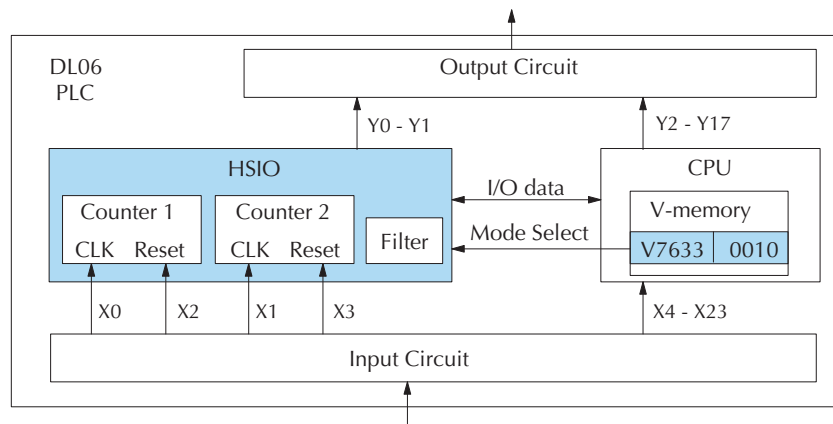 DL06
PLC
Output Circuit
Y0 - Y1
Y2 - Y17
HSIO
CPU
Counter 1
CLK Reset
Counter 2
CLK Reset
Filter
I/O data
Mode Select
V-memory
V7633 0010
X0
X2
X1
X3
X4 - X23
Input Circuit